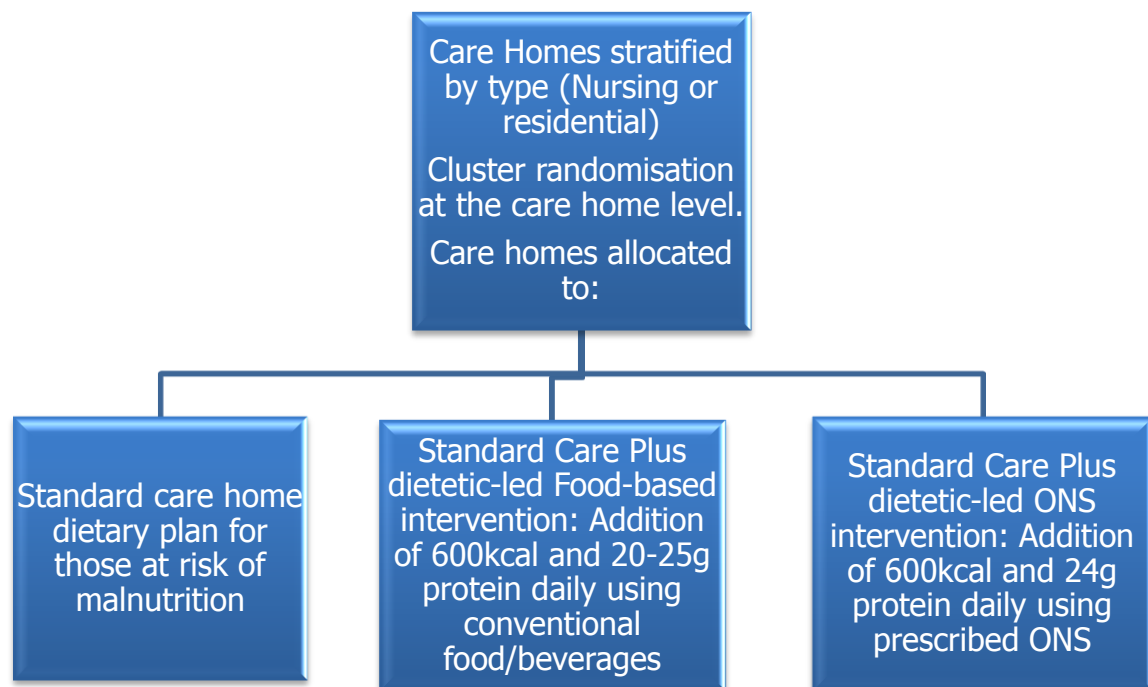 Care Homes stratified
by type (Nursing or
residential)
Cluster randomisation
at the care home level.
Care homes allocated
to:
Standard care home
dietary plan for
those at risk of
malnutrition
Standard Care Plus
dietetic-led Food-based
intervention: Addition
of 600kcal and 20-25g
protein daily using
conventional
food/beverages
Standard Care Plus
dietetic-led ONS
intervention: Addition
of 600kcal and 24g
protein daily using
prescribed ONS